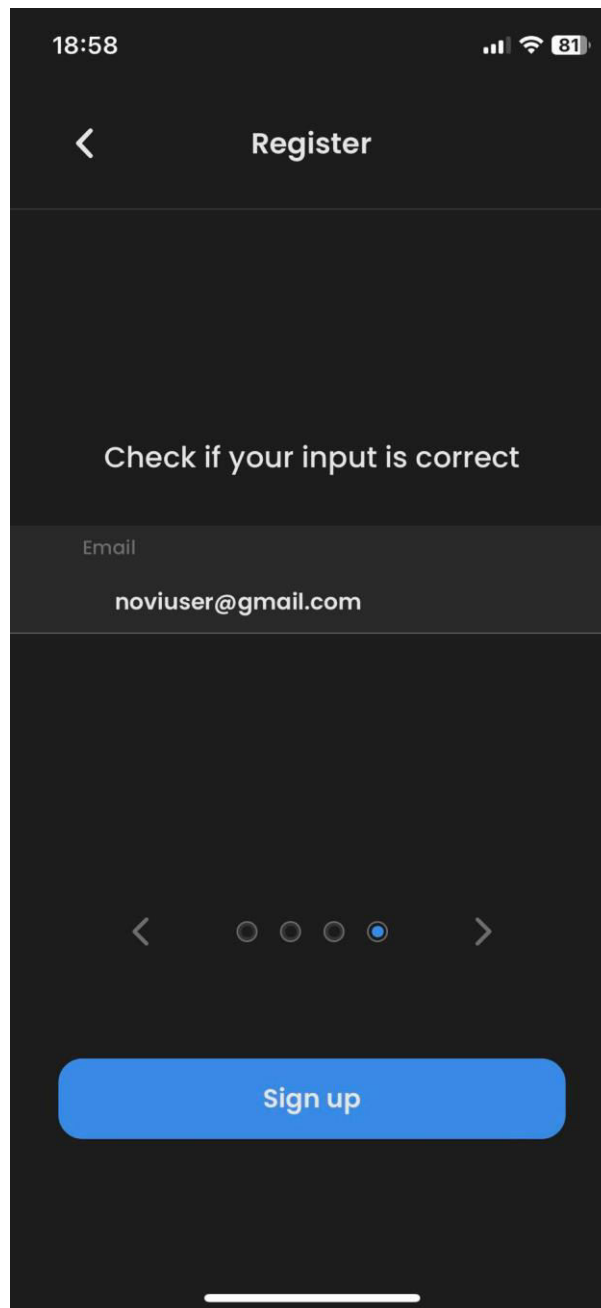 18:58
81
Register
Check if your input is correct
Email
noviuser@gmail.com
Sign up